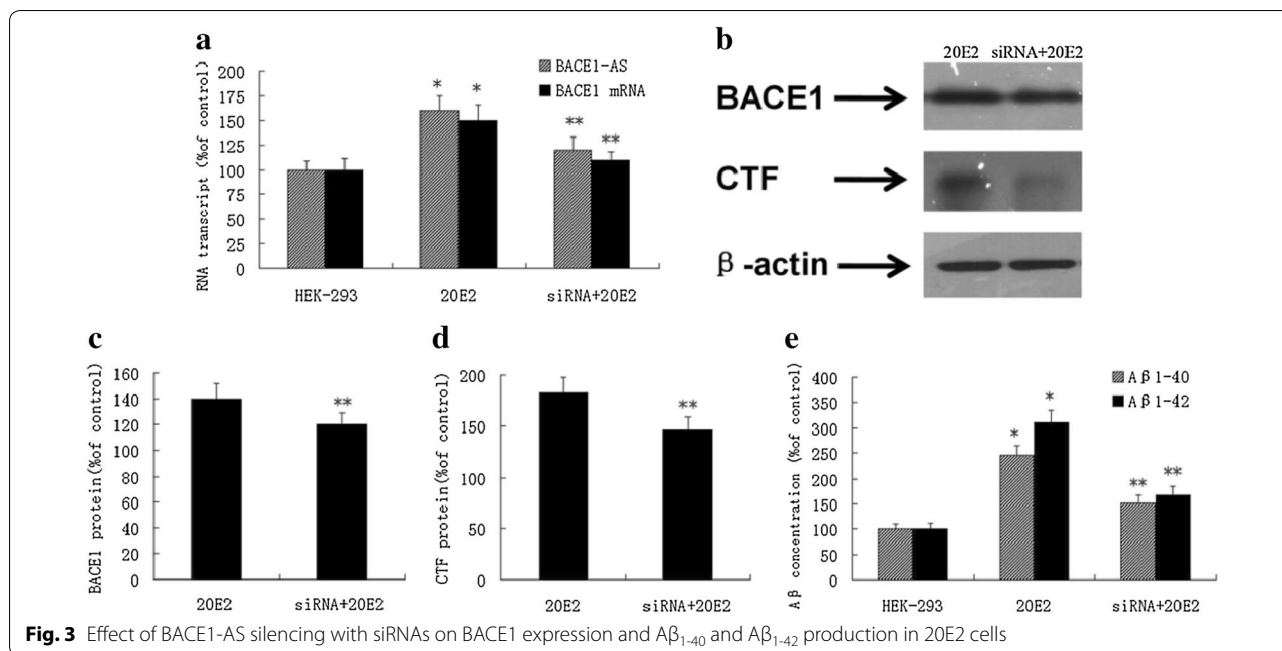 a
RNA transcript (%of control)
200
175
150
125
100
75
50
25
0
BACE1-AS
BACE1 mRNA
*
*
**
**
HEK-293
20E2
siRNA+20E2
b
20E2 siRNA+20E2
BACE1
CTF
β-actin
c
BACE1 protein(%of control)
160
140
120
100
80
60
40
20
0
**
20E2
siRNA+20E2
d
CTF protein(%of control)
200
150
100
50
0
**
20E2
siRNA+20E2
e
Aβ concentration (%of control)
400
350
300
250
200
150
100
50
0
Aβ1-40
Aβ1-42
*
*
**
**
HEK-293
20E2
siRNA+20E2
Fig. 3 Effect of BACE1-AS silencing with siRNAs on BACE1 expression and Aβ1-40 and Aβ1-42 production in 20E2 cells